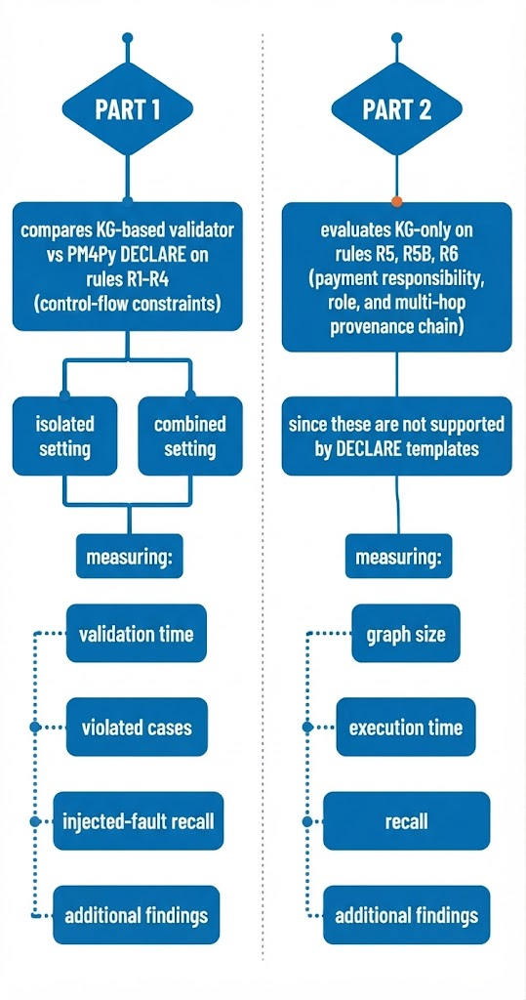 PART 1
compares KG-based validator
vs PM4Py DECLARE on
rules R1-R4
(control-flow constraints)
isolated
setting
combined
setting
measuring:
validation time
violated cases
injected-fault recall
additional findings
PART 2
evaluates KG-only on
rules R5, R5B, R6
(payment responsibility,
role, and multi-hop
provenance chain)
since these are not supported
by DECLARE templates
measuring:
graph size
execution time
recall
additional findings